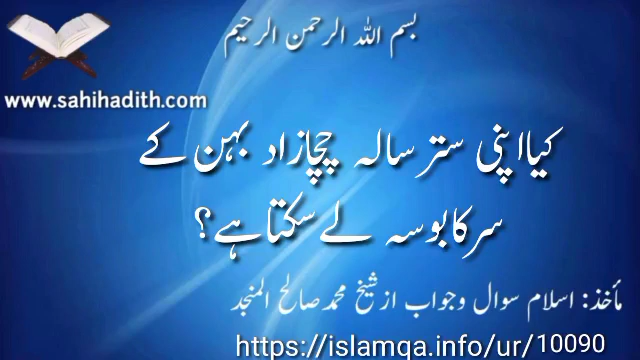 بسم اللہ الرحمن الرحیم
www.sahihadith.com
کیا اپنی ستر سالہ چچازاد بہن کے
سر کا بوسہ لے سکتا ہے؟
مأخذ: اسلام سوال وجواب از شیخ محمد صالح المنجد
https://islamqa.info/ur/10090